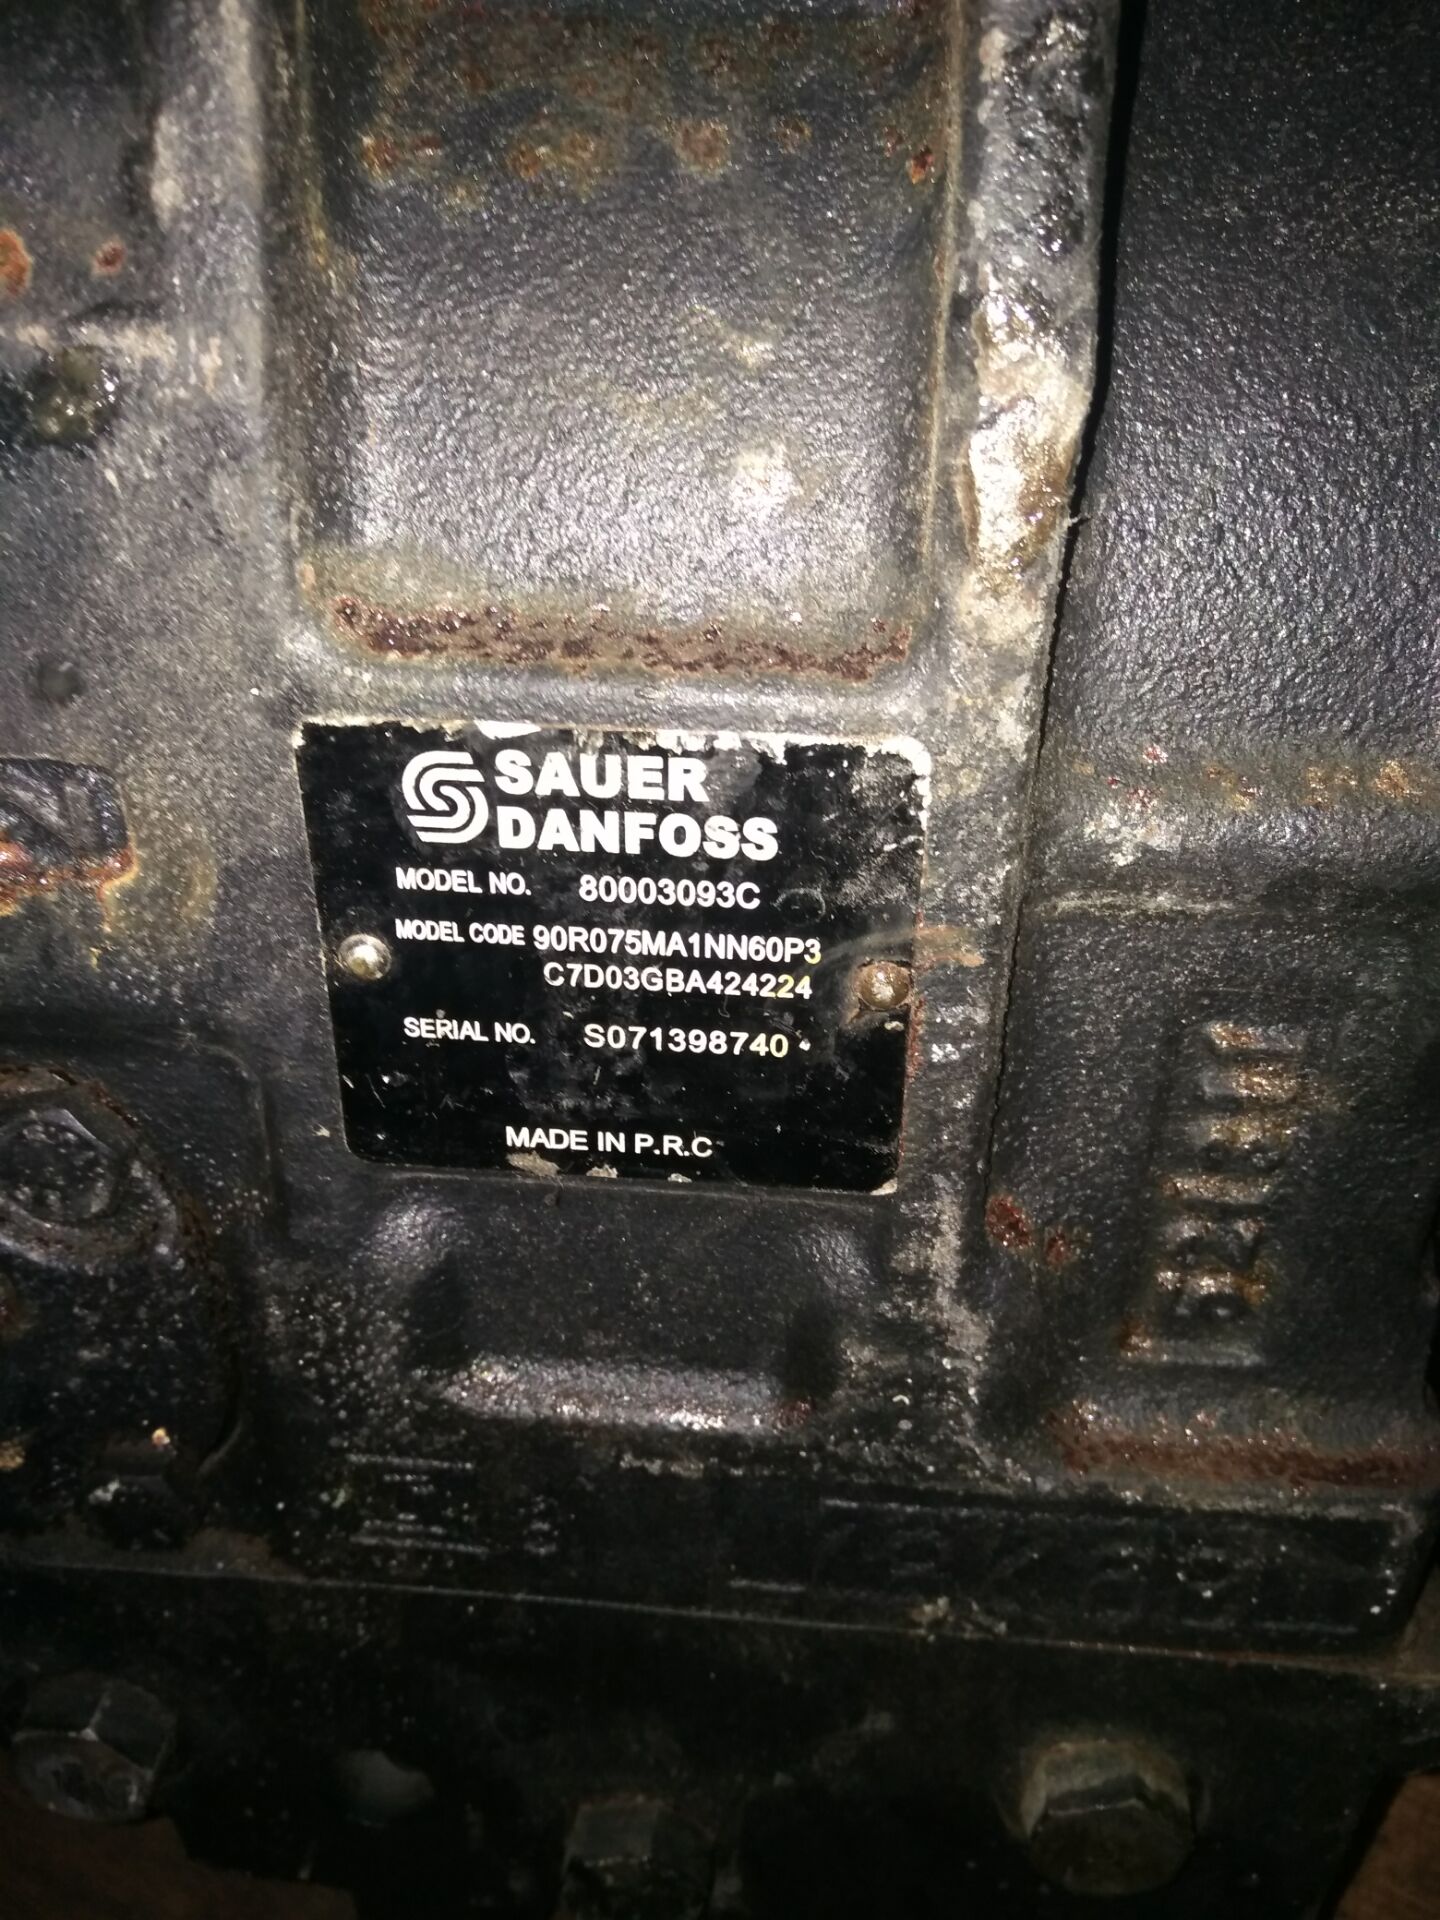 SAUER
DANFOSS
MODEL NO. 80003093C
MODEL CODE 90R075MA1NN60P3
C7D03GBA424224
SERIAL NO. S071398740
MADE IN P.R.C